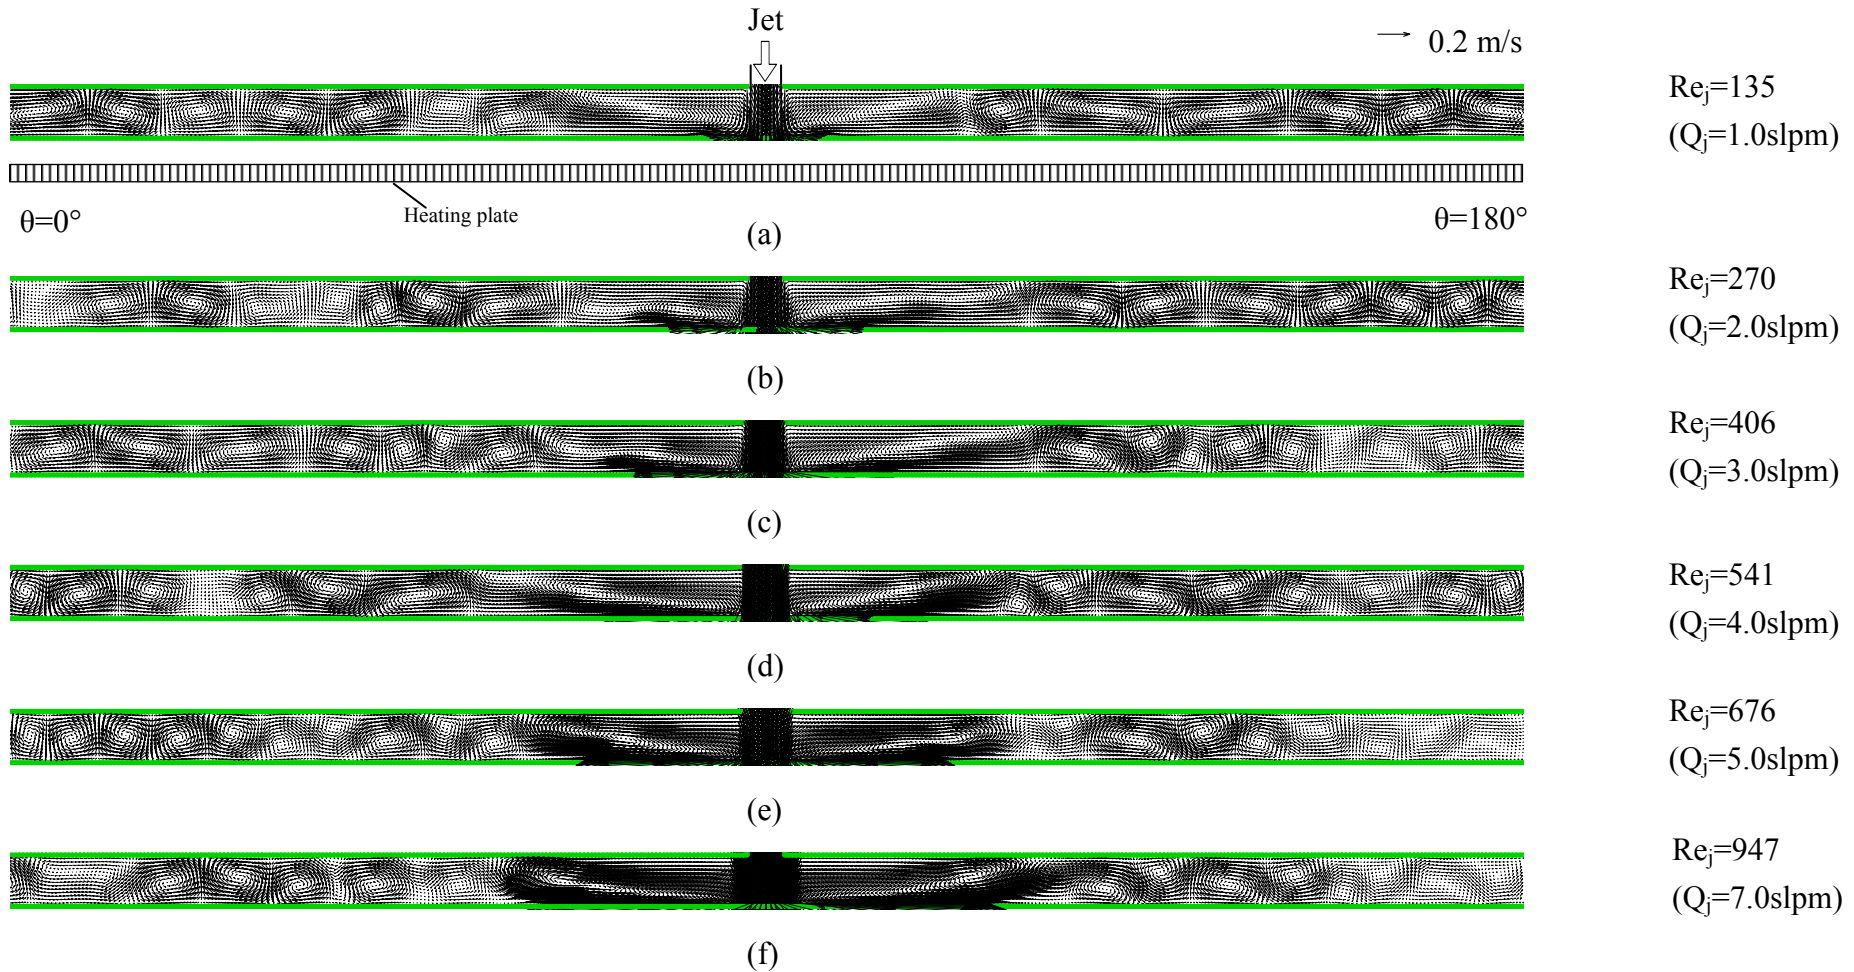 Jet
0.2 m/s
Re_j=135
(Q_j=1.0slpm)
θ=0°
Heating plate
θ=180°
(a)
Re_j=270
(Q_j=2.0slpm)
(b)
Re_j=406
(Q_j=3.0slpm)
(c)
Re_j=541
(Q_j=4.0slpm)
(d)
Re_j=676
(Q_j=5.0slpm)
(e)
Re_j=947
(Q_j=7.0slpm)
(f)